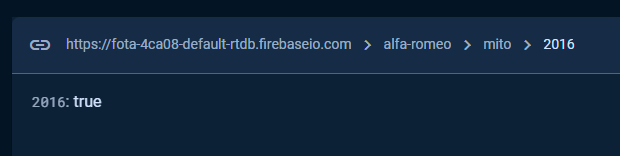 https://fota-4ca08-default-rtdb.firebaseio.com > alfa-romeo > mito > 2016
2016: true